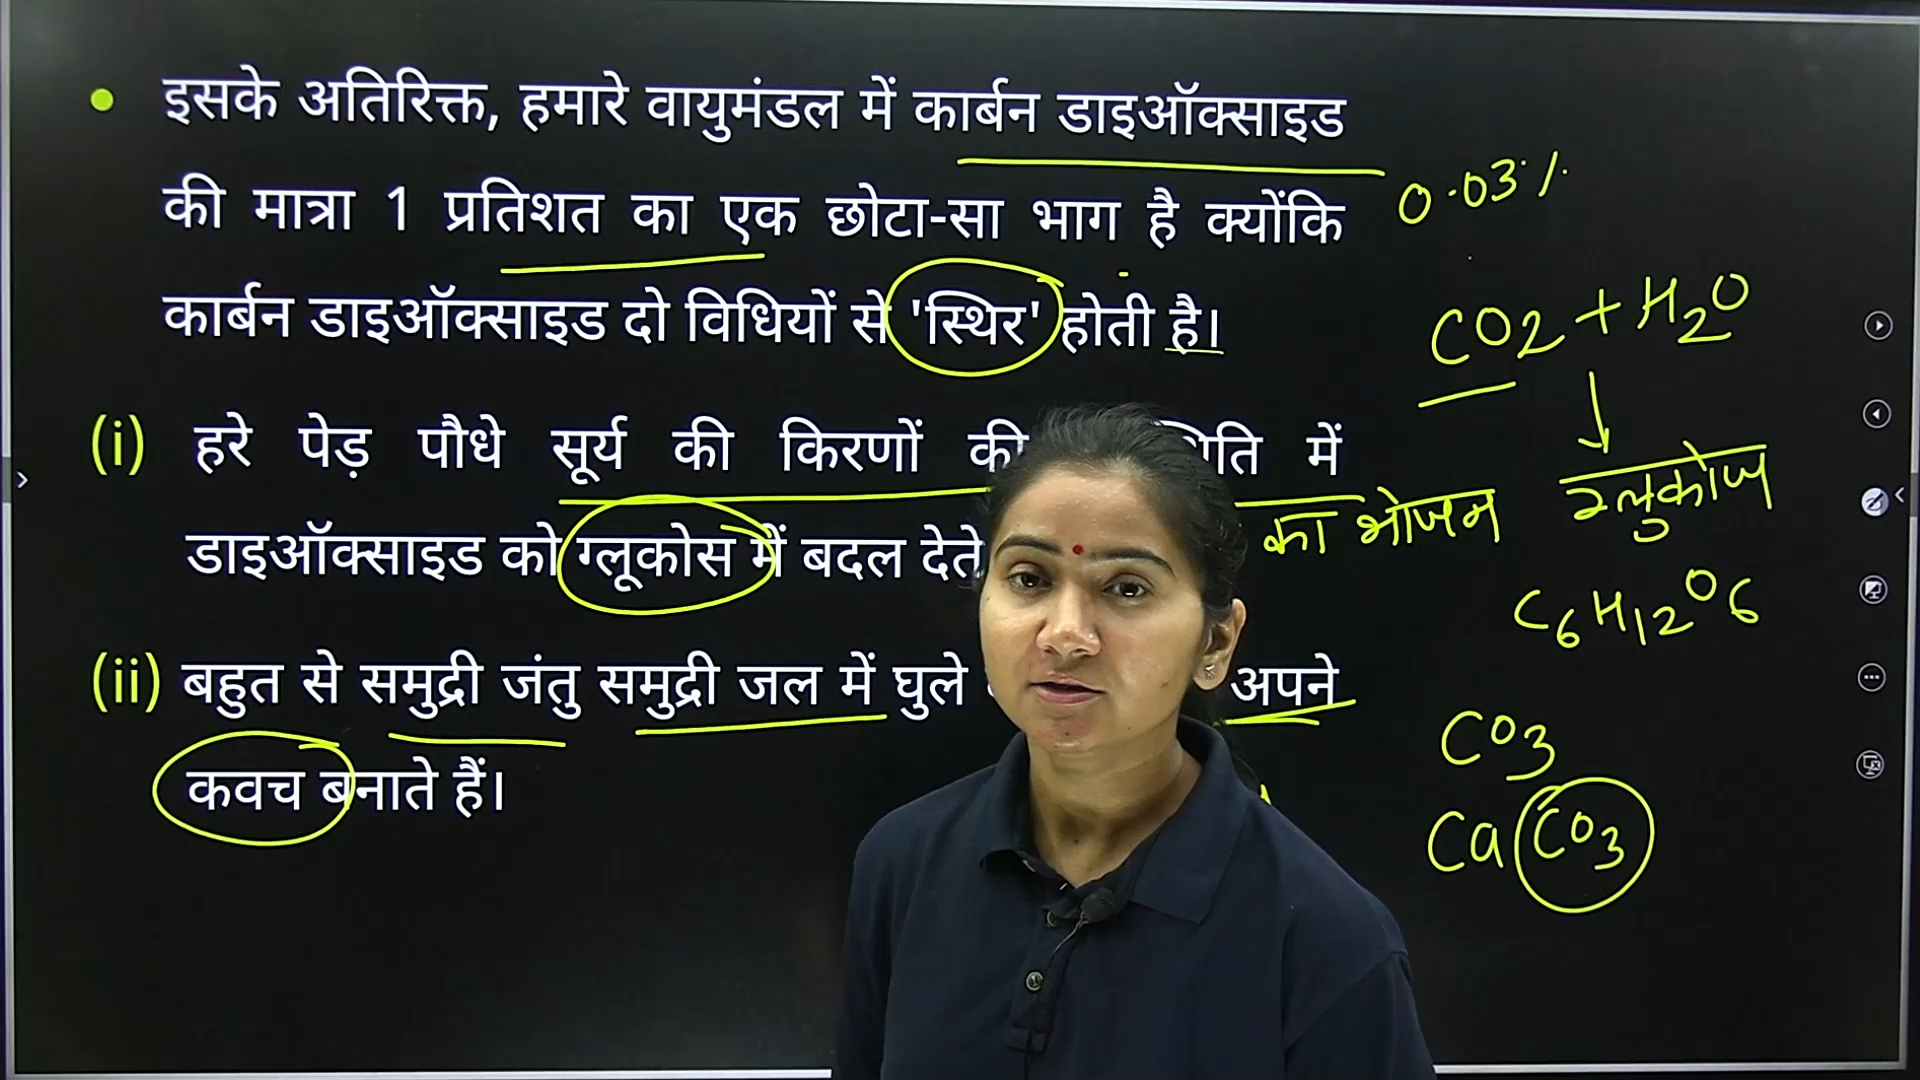 • इसके अतिरिक्त, हमारे वायुमंडल में कार्बन डाइऑक्साइड
की मात्रा 1 प्रतिशत का एक छोटा-सा भाग है क्योंकि
कार्बन डाइऑक्साइड दो विधियों से 'स्थिर' होती है।
(i) हरे पेड़ पौधे सूर्य की किरणों की में
डाइऑक्साइड को ग्लूकोस में बदल देते
(ii) बहुत से समुद्री जंतु समुद्री जल में घुले अपने
कवच बनाते हैं।
0.03%
CO2 + H2O
↓
ग्लुकोज
का भोजन
C6H12O6
CO3
CaCO3